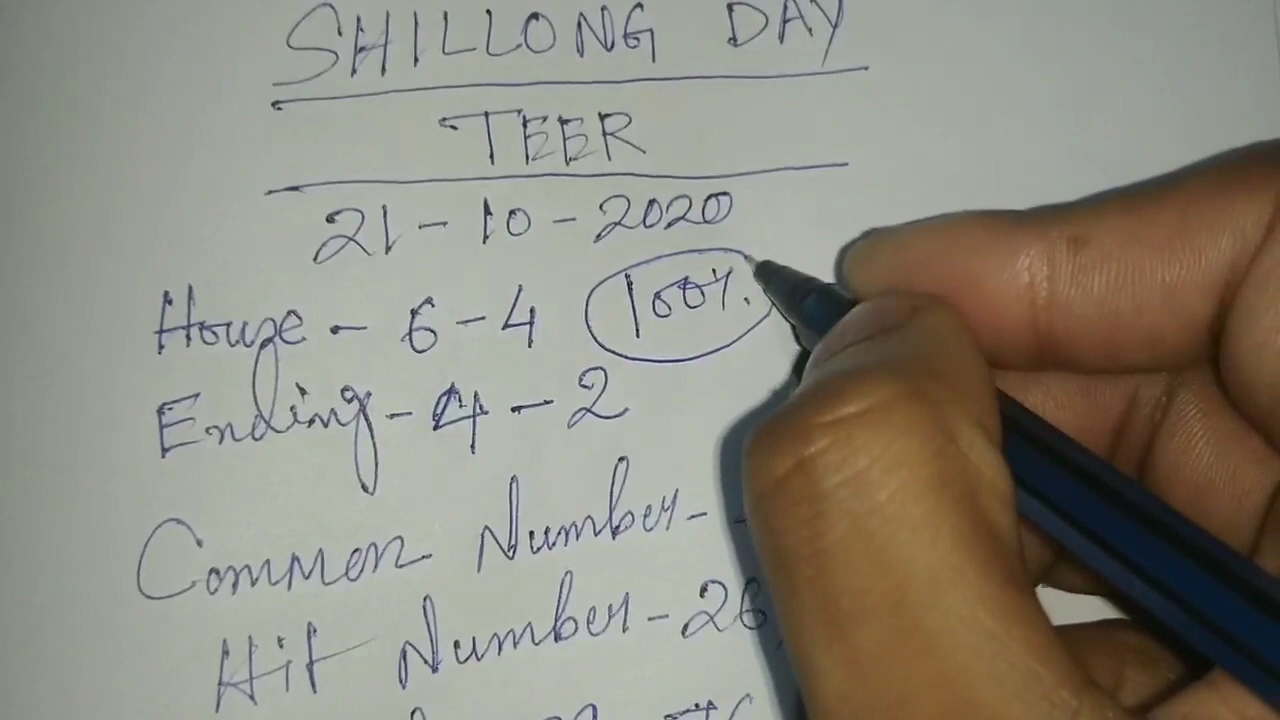 SHILLONG DAY
TEER
21-10-2020
House - 6-4 100%.
Ending - 4 - 2
Common Number -
Hit Number - 26